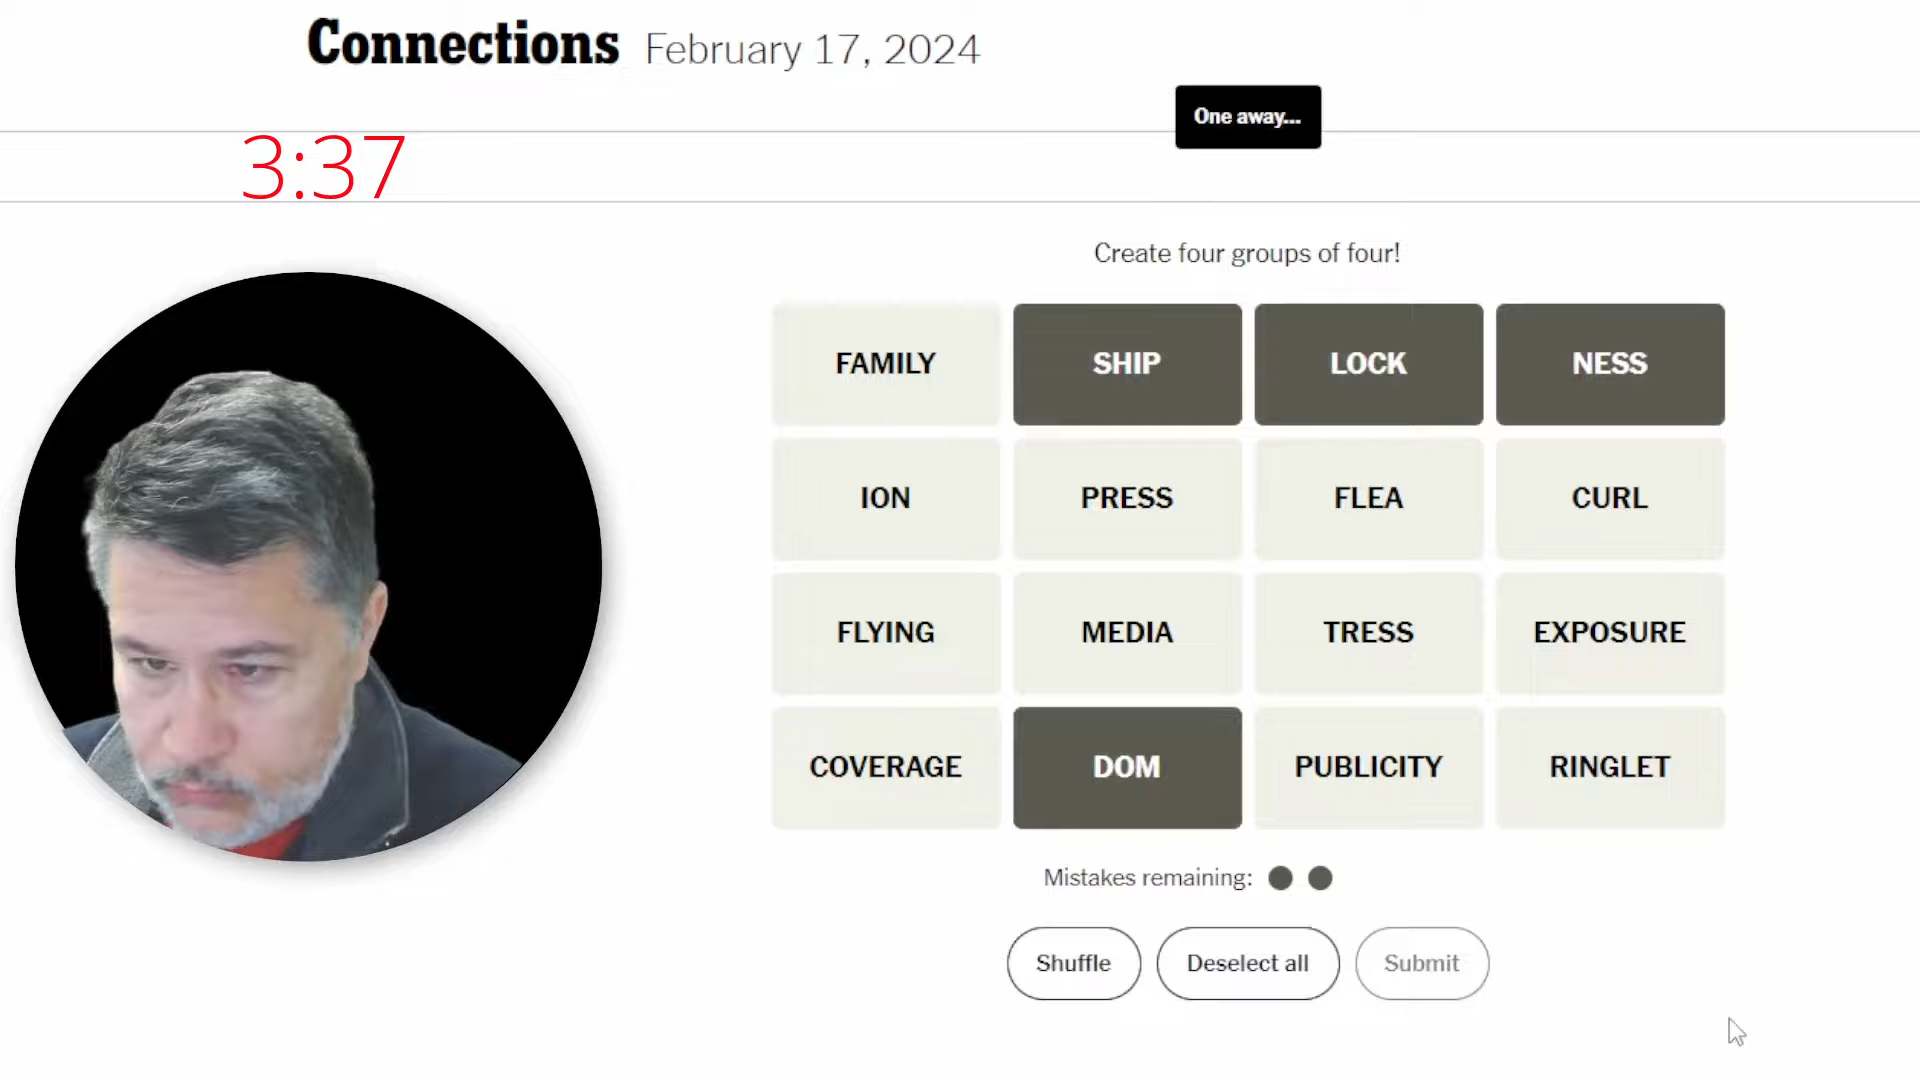 Connections February 17, 2024
One away...
3:37
Create four groups of four!
FAMILY SHIP LOCK NESS
ION PRESS FLEA CURL
FLYING MEDIA TRESS EXPOSURE
COVERAGE DOM PUBLICITY RINGLET
Mistakes remaining:
Shuffle Deselect all Submit